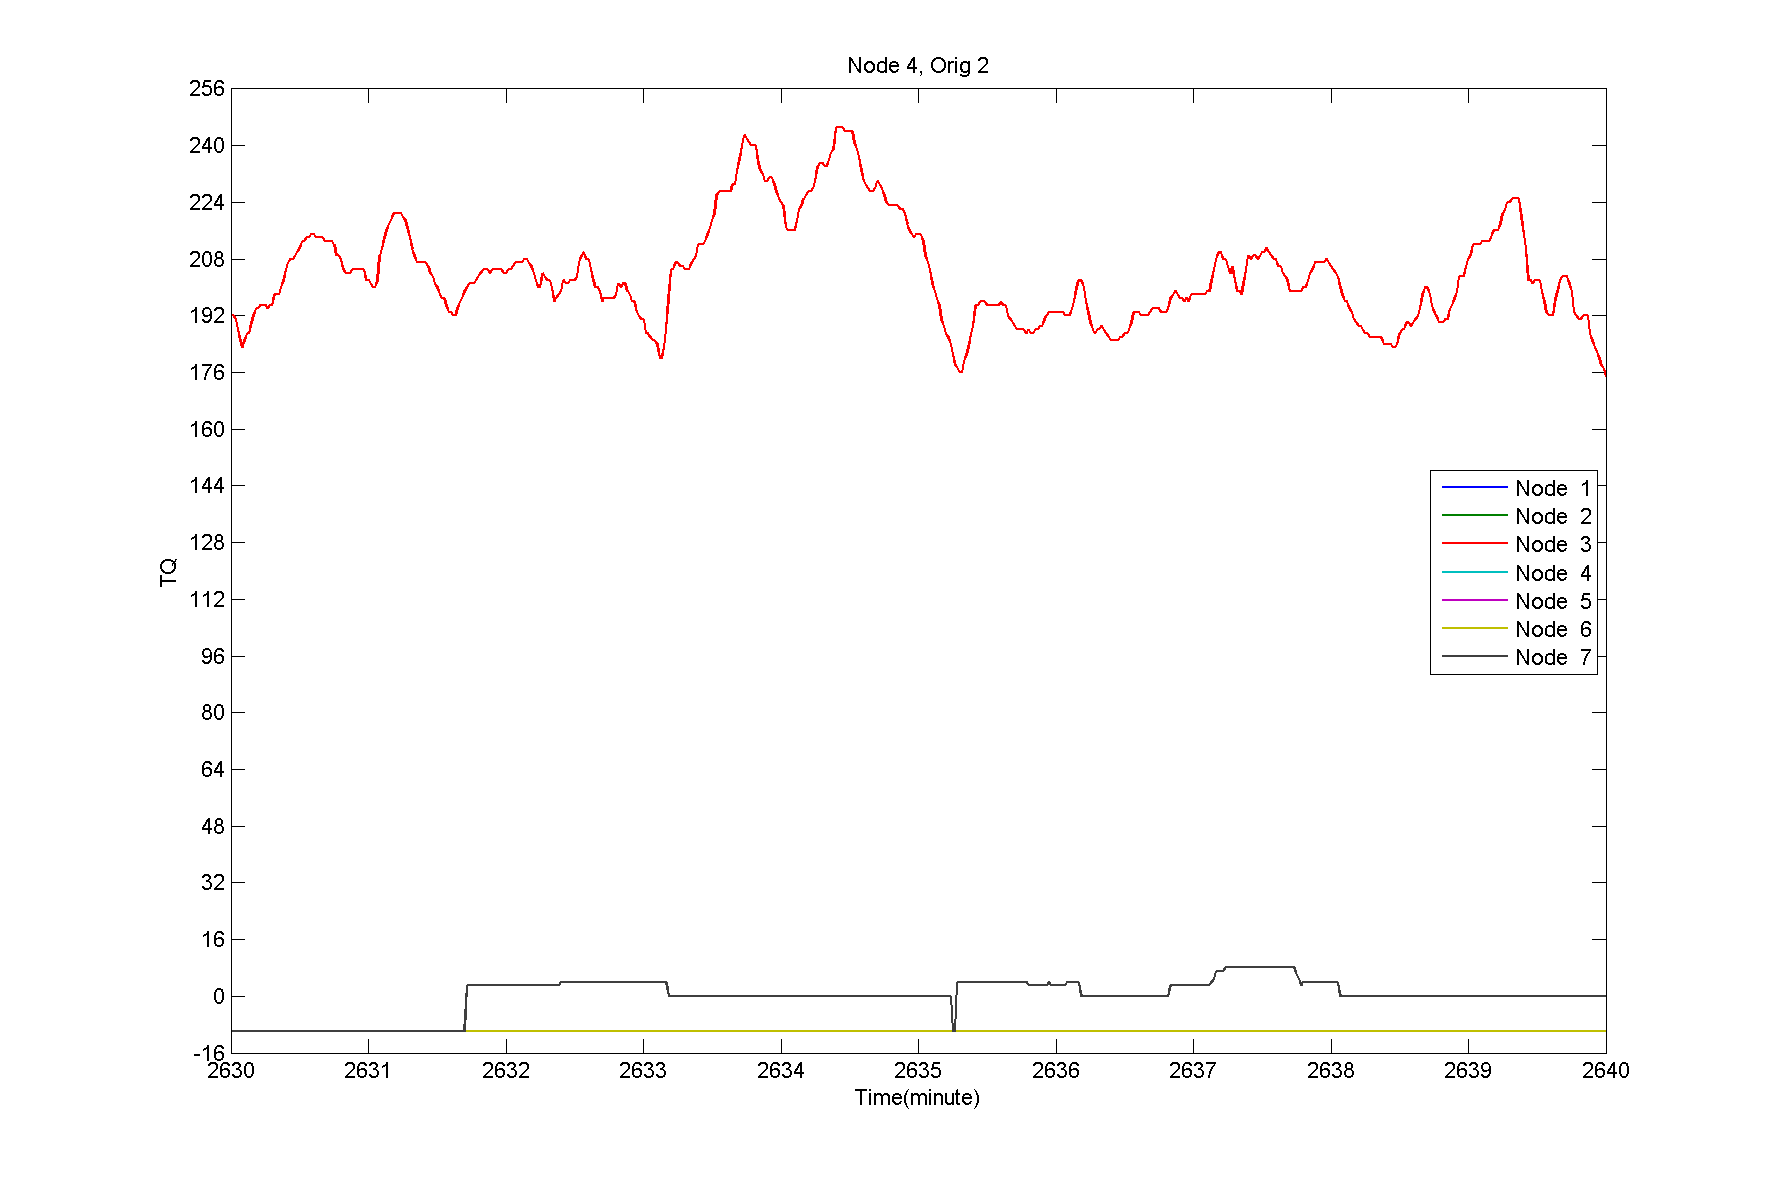 Node 4, Orig 2
256
240
224
208
192
176
160
144
128
112
96
80
64
48
32
16
0
-16
TQ
Node 1
Node 2
Node 3
Node 4
Node 5
Node 6
Node 7
2630 2631 2632 2633 2634 2635 2636 2637 2638 2639 2640
Time(minute)